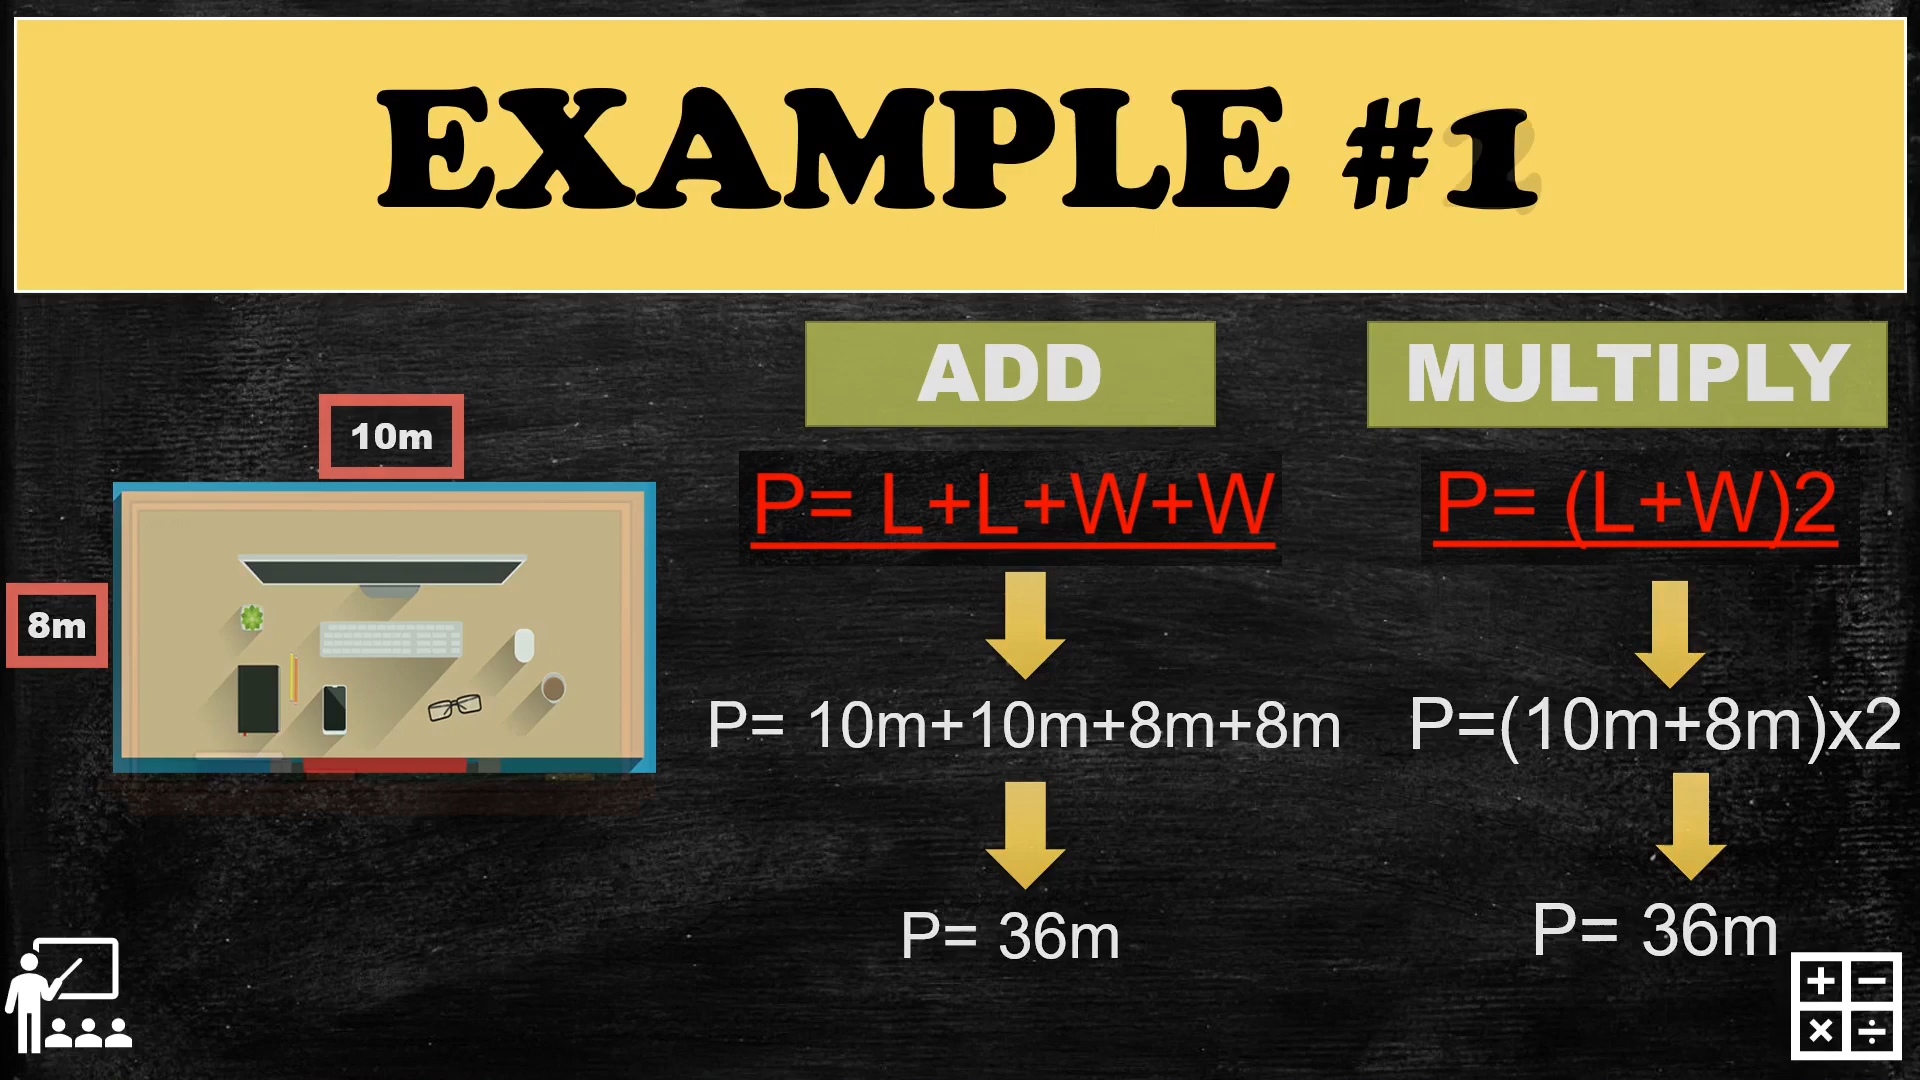 EXAMPLE #1
ADD
MULTIPLY
10m
P= L+L+W+W
P= (L+W)2
8m
P= 10m+10m+8m+8m
P=(10m+8m)x2
P= 36m
P= 36m